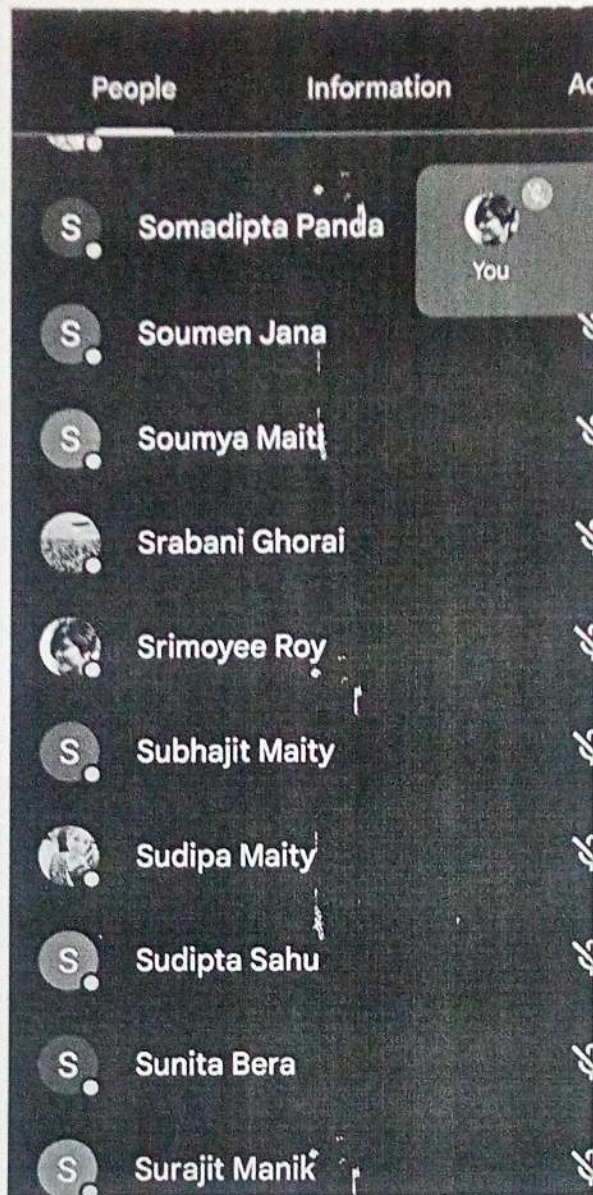 People Information Ac
S Somadipta Panda
You
S Soumen Jana
S Soumya Maiti
Srabani Ghorai
Srimoyee Roy
S Subhajit Maity
Sudipa Maity
S Sudipta Sahu
S Sunita Bera
S Surajit Manik